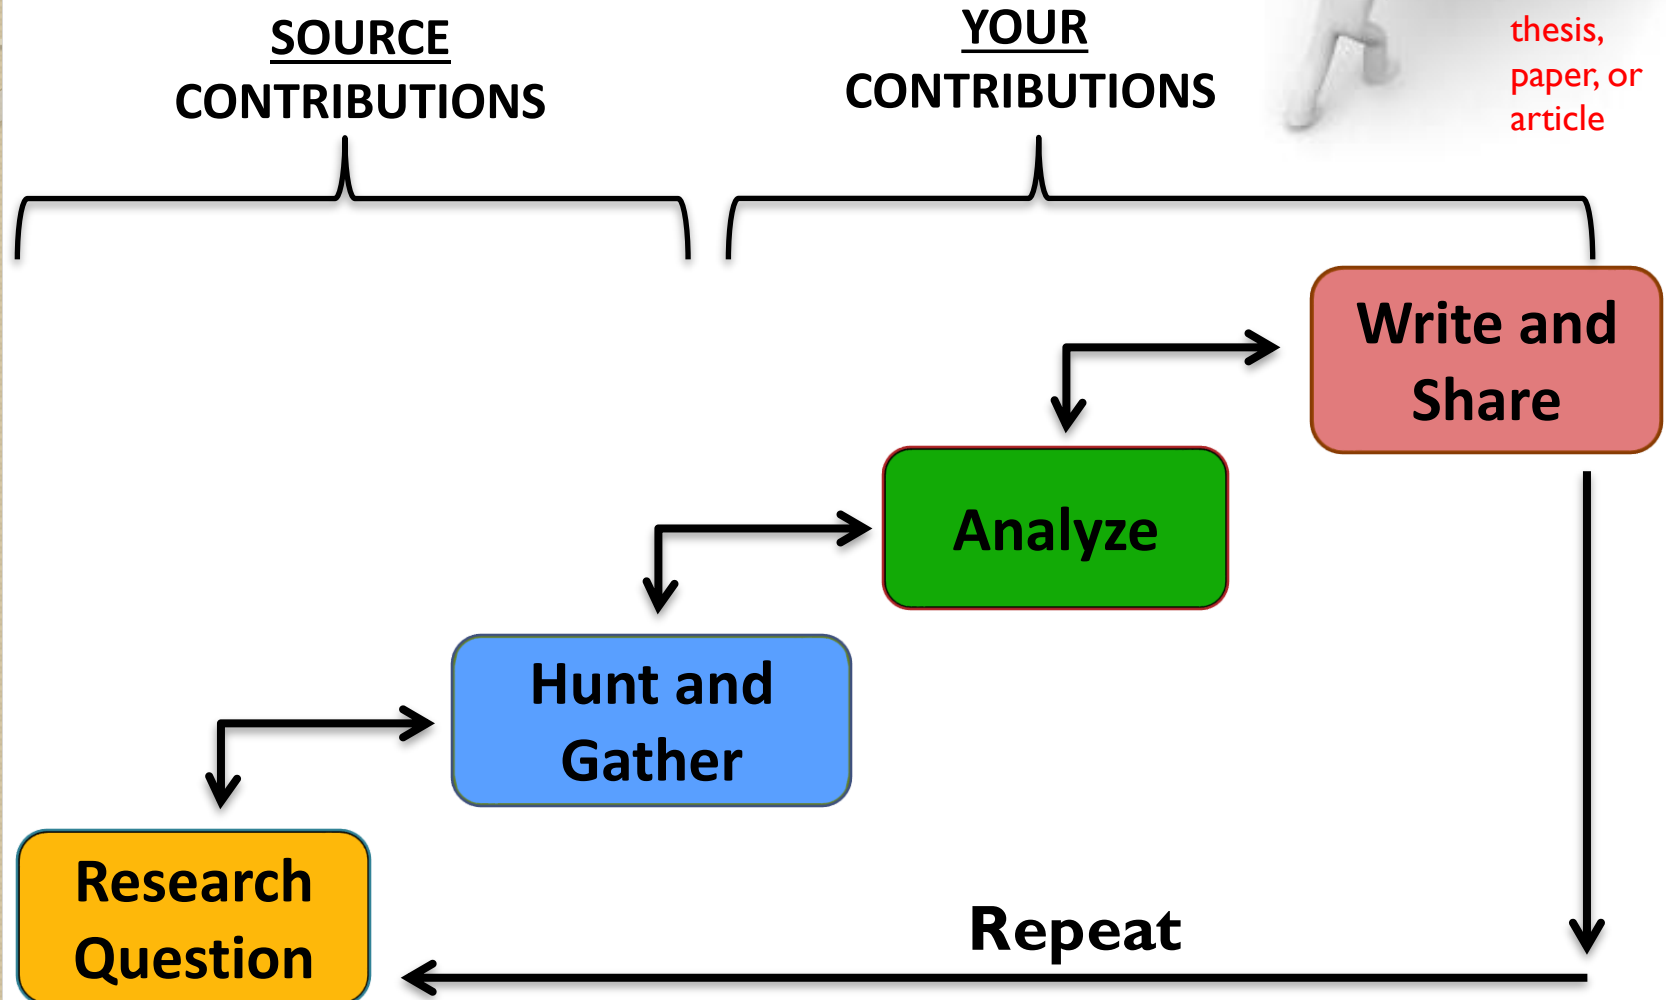 SOURCE
CONTRIBUTIONS
YOUR
CONTRIBUTIONS
thesis,
paper, or
article
Write and
Share
Analyze
Hunt and
Gather
Research
Question
Repeat